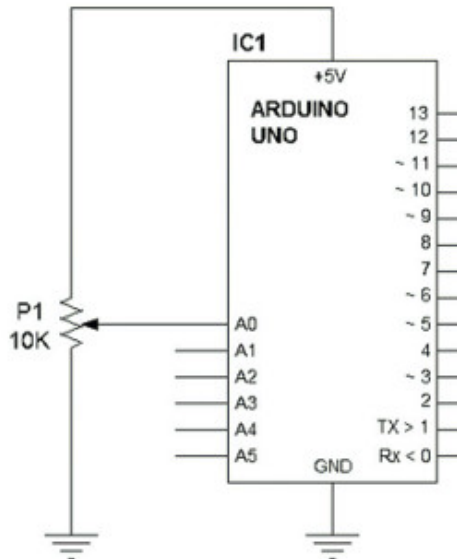 IC1
+5V
ARDUINO
UNO
13
12
~ 11
~ 10
~ 9
8
7
~ 6
P1
10K
A0
~ 5
A1
4
A2
~ 3
A3
2
A4
TX > 1
A5
Rx < 0
GND